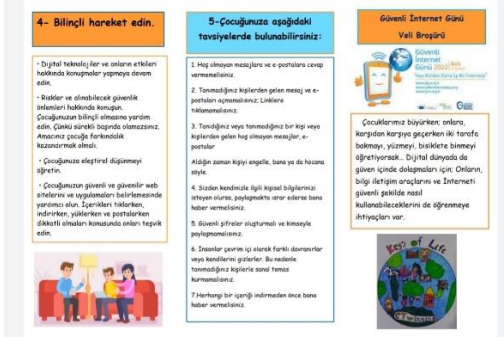 4- Bilinçli hareket edin.
• Dijital teknolojiler ve onların etkileri
hakkında konuşmalar yapmaya devam
edin.
• Riskler ve alınabilecek güvenlik
önlemleri hakkında konuşun.
Çocuğunuzun bilinçli olmasına yardım
edin. Çünkü sürekli başında olamazsınız.
Amacınız çocuğa farkındalık
kazandırmak olmalı.
• Çocuğunuza eleştirel düşünmeyi
öğretin.
• Çocuğunuzun güvenli ve güvenilir web
sitelerini ve uygulamaları belirlemesinde
yardımcı olun. İçerikleri tıklarken,
indirirken, yüklerken ve postalarken
dikkatli olmaları konusunda onları teşvik
edin.
5-Çocuğunuza aşağıdaki
tavsiyelerde bulunabilirsiniz:
1. Hoş olmayan mesajlara ve e-postalara cevap
vermemelisiniz.
2. Tanımadığınız kişilerden gelen mesaj ve e-
postaları açmamalısınız; Linklere
tıklamamalısınız.
3. Tanıdığınız veya tanımadığınız bir kişi veya
kişilerden gelen hoş olmayan mesajlar, e-
postalar
Aldığın zaman kişiyi engelle, bana ya da hocana
söyle.
4. Sizden kendinizle ilgili kişisel bilgilerinizi
isteyen olursa, paylaşmakta ısrar ederse bana
haber vermelisiniz.
5. Güvenli şifreler oluşturmalı ve kimseyle
paylaşmamalısınız.
6. İnsanlar çevrim içi olarak farklı davranırlar
veya kendilerini gizlerler. Bu nedenle
tanımadığınız kişilerle sanal temas
kurmamalısınız.
7.Herhangi bir içeriği indirmeden önce bana
haber vermelisiniz.
Güvenli İnternet Günü
Veli Broşürü
Güvenli
İnternet
Günü 2022
Çocuklarımız büyürken; onlara,
karşıdan karşıya geçerken iki tarafa
bakmayı, yüzmeyi, bisiklete binmeyi
öğretiyorsak... Dijital dünyada da
güven içinde dolaşmaları için; Onların,
bilgi iletişim araçlarını ve İnterneti
güvenli şekilde nasıl
kullanabileceklerini de öğrenmeye
ihtiyaçları var.
Keys of Life
eTwinning